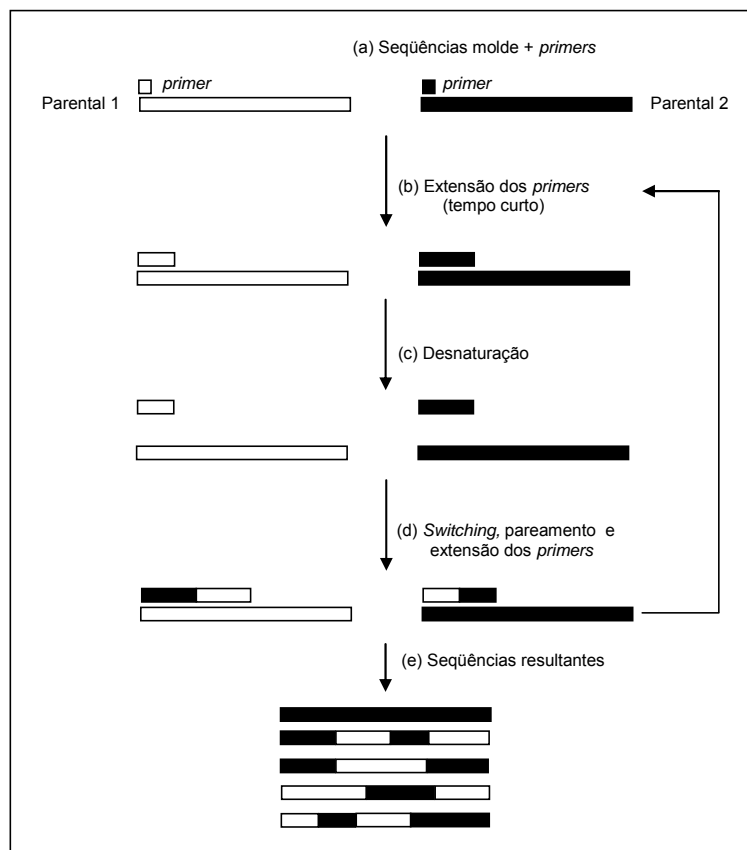 (a) Seqüências molde + primers
primer
primer
Parental 1
Parental 2
(b) Extensão dos primers
(tempo curto)
(c) Desnaturação
(d) Switching, pareamento e
extensão dos primers
(e) Seqüências resultantes